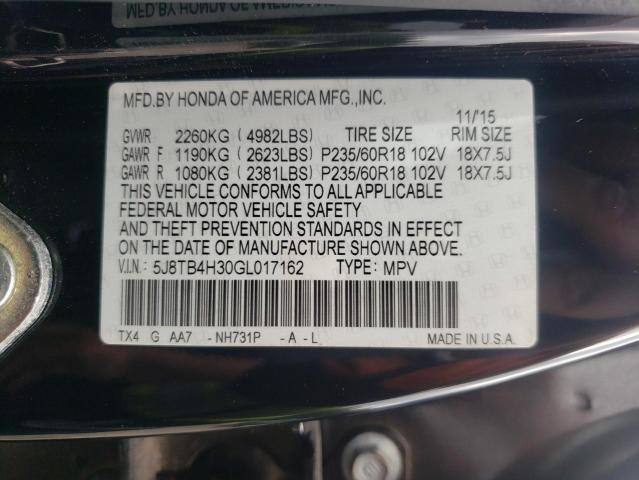 MFD.BY HONDA OF AMERICA MFG.,INC.
11/15
GVWR 2260KG (4982LBS) TIRE SIZE RIM SIZE
GAWR F 1190KG (2623LBS) P235/60R18 102V 18X7.5J
GAWR R 1080KG (2381LBS) P235/60R18 102V 18X7.5J
THIS VEHICLE CONFORMS TO ALL APPLICABLE
FEDERAL MOTOR VEHICLE SAFETY
AND THEFT PREVENTION STANDARDS IN EFFECT
ON THE DATE OF MANUFACTURE SHOWN ABOVE.
V.I.N.: 5J8TB4H30GL017162 TYPE: MPV
TX4 G AA7 -NH731P -A-L MADE IN U.S.A.